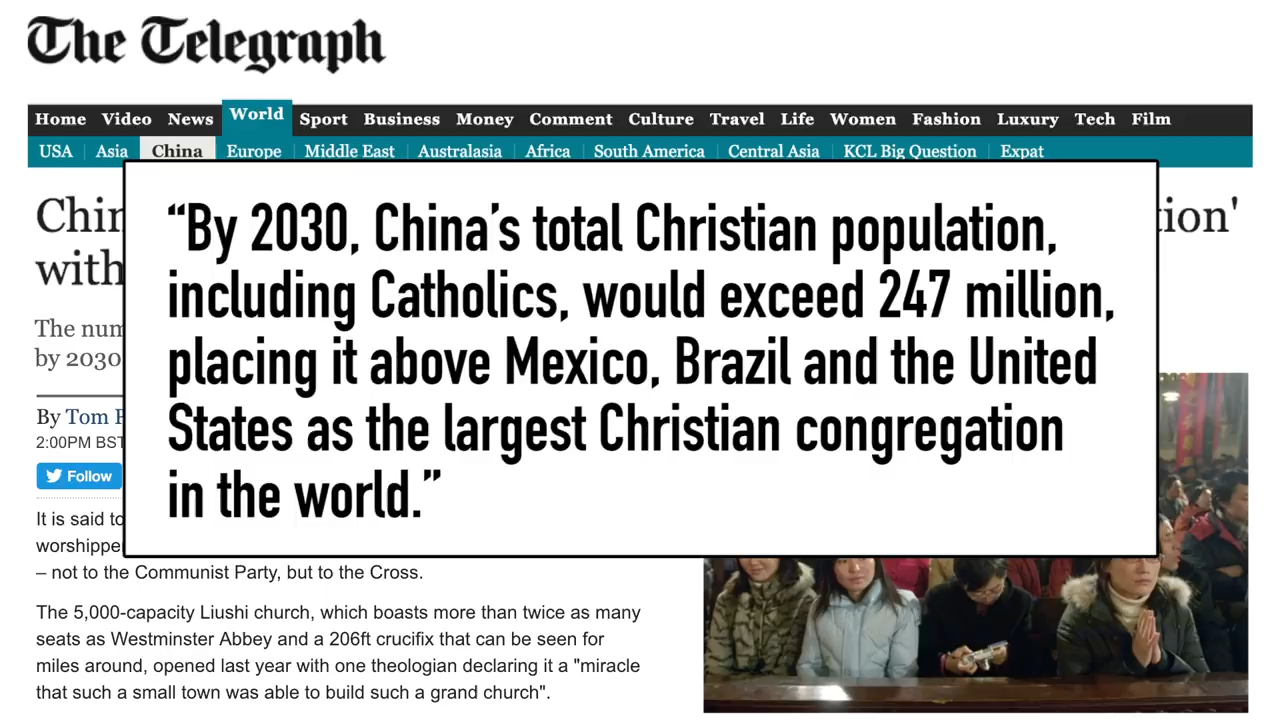 The Telegraph
Home Video News World Sport Business Money Comment Culture Travel Life Women Fashion Luxury Tech Film
USA Asia China Europe Middle East Australasia Africa South America Central Asia KCL Big Question Expat
“By 2030, China’s total Christian population,
including Catholics, would exceed 247 million,
placing it above Mexico, Brazil and the United
States as the largest Christian congregation
in the world.”
with
The
by 2030
By Tom
2:00PM BST
Follow
It is said to
– not to the Communist Party, but to the Cross.
The 5,000-capacity Liushi church, which boasts more than twice as many
seats as Westminster Abbey and a 206ft crucifix that can be seen for
miles around, opened last year with one theologian declaring it a "miracle
that such a small town was able to build such a grand church".